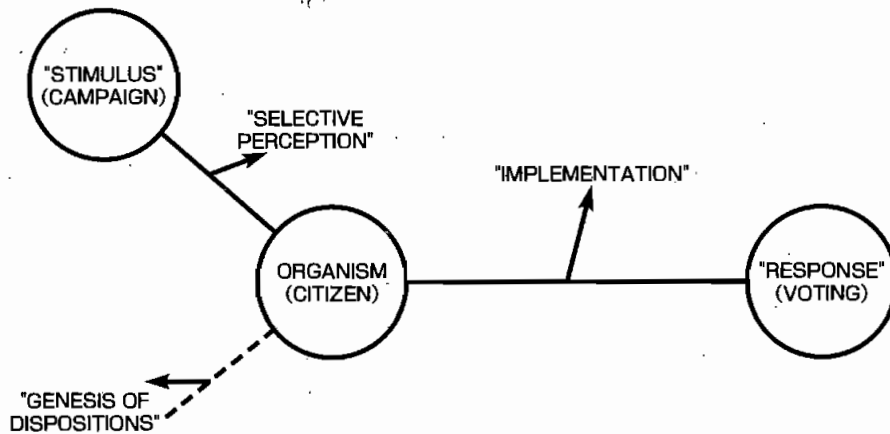 "STIMULUS"
(CAMPAIGN)
"SELECTIVE
PERCEPTION"
"IMPLEMENTATION"
ORGANISM
(CITIZEN)
"RESPONSE"
(VOTING)
"GENESIS OF
DISPOSITIONS"